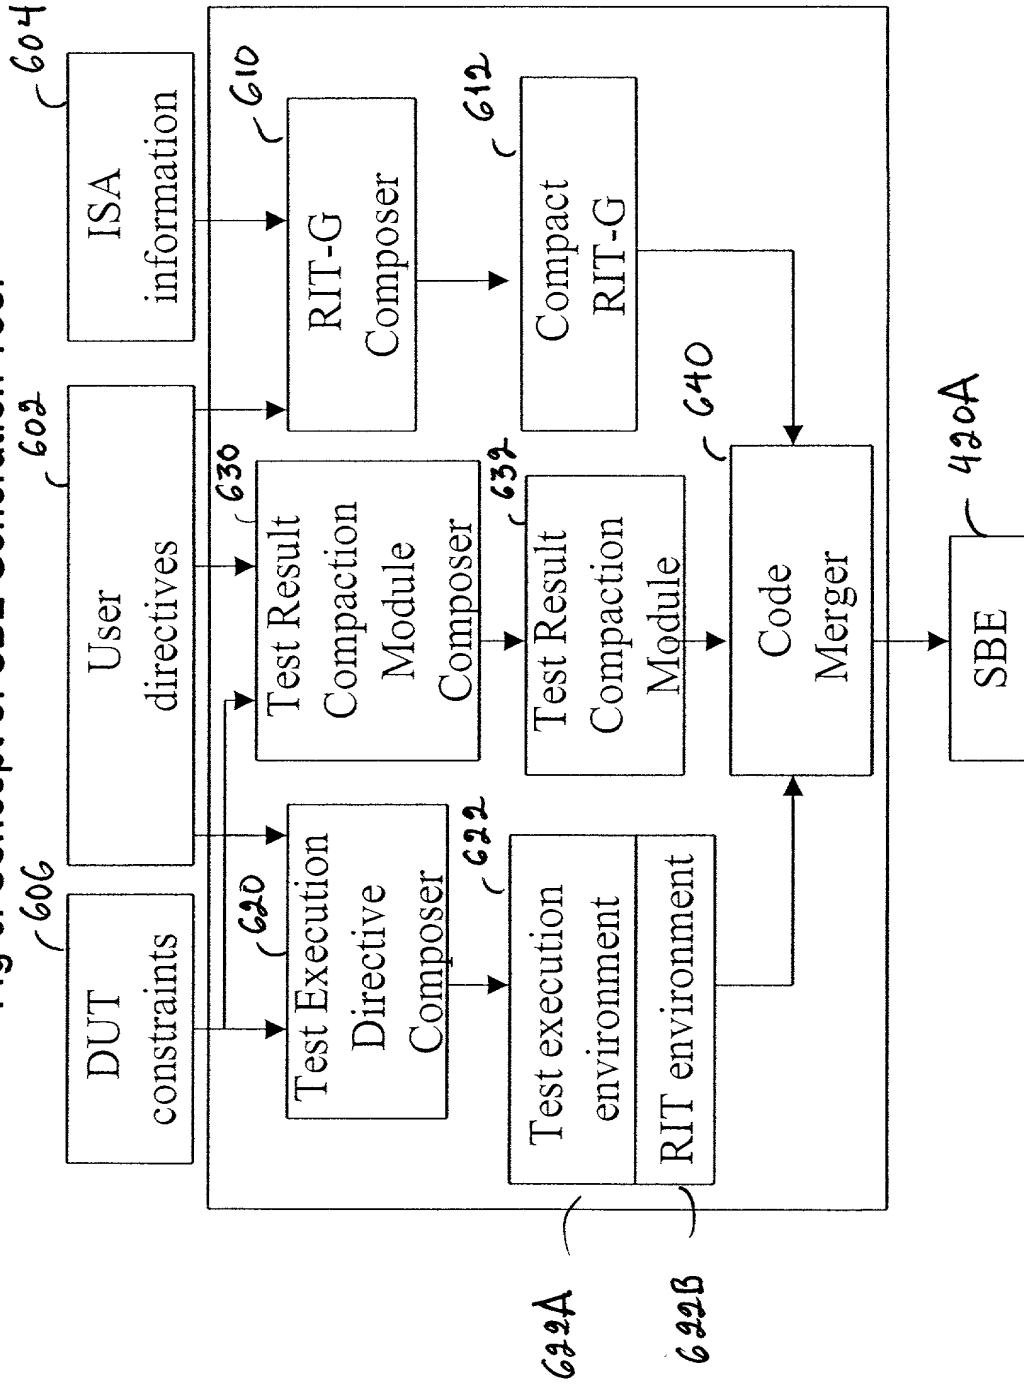 Concept of SBE Generation Tool
606
602
604
DUT
constraints
User
directives
ISA
information
620
630
610
Test Execution
Directive
Composer
Test Result
Compaction
Module
Composer
RIT-G
Composer
622
632
612
622A
Test execution
environment
622B
RIT environment
Test Result
Compaction
Module
Compact
RIT-G
640
Code
Merger
SBE
420A